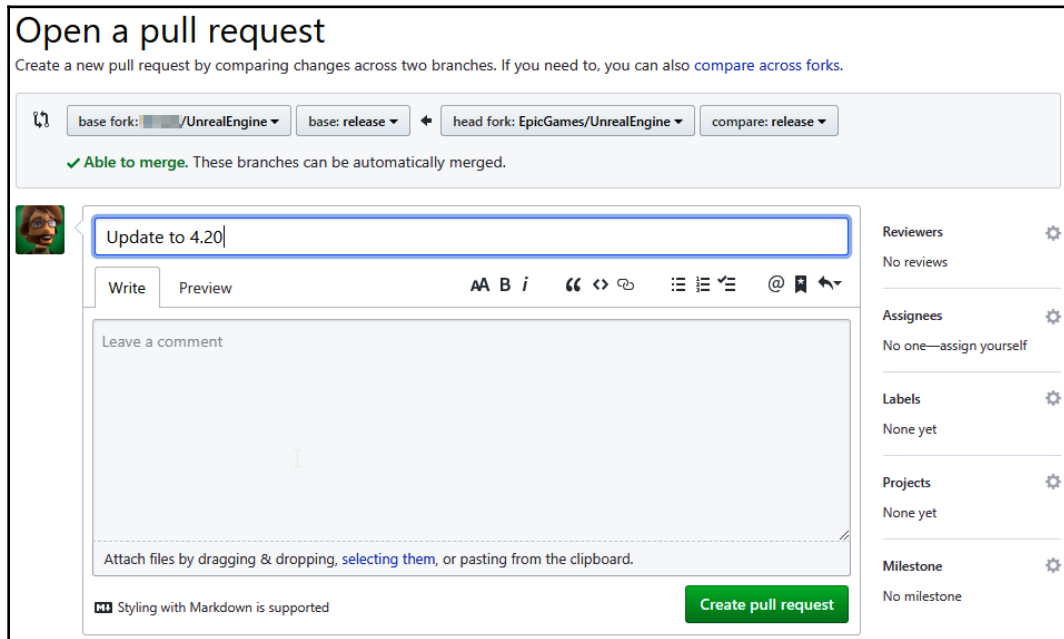 Open a pull request
Create a new pull request by comparing changes across two branches. If you need to, you can also compare across forks.
base fork: /UnrealEngine base: release head fork: EpicGames/UnrealEngine compare: release
Able to merge. These branches can be automatically merged.
Update to 4.20
Write Preview
AA B i
Leave a comment
Attach files by dragging & dropping, selecting them, or pasting from the clipboard.
Styling with Markdown is supported
Create pull request
Reviewers
No reviews
Assignees
No one—assign yourself
Labels
None yet
Projects
None yet
Milestone
No milestone